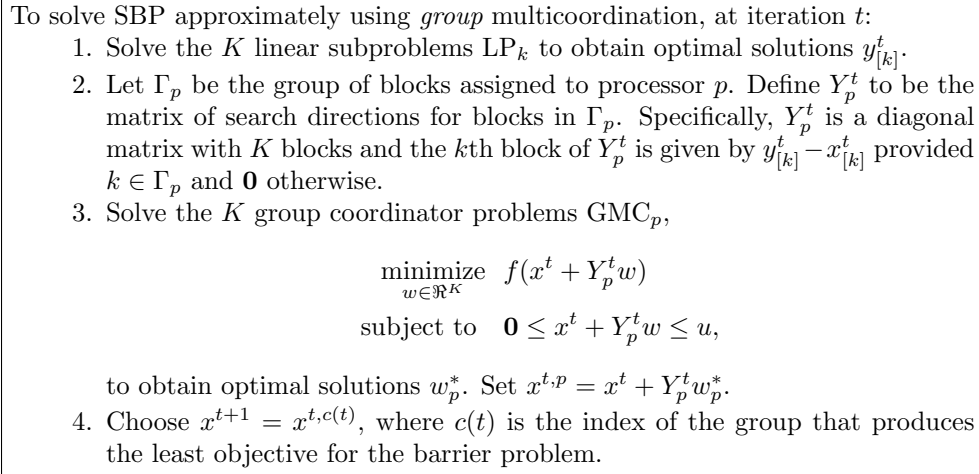 To solve SBP approximately using group multicoordination, at iteration t:
1. Solve the K linear subproblems LP_k to obtain optimal solutions y^t_{[k]}.
2. Let Γ_p be the group of blocks assigned to processor p. Define Y^t_p to be the
matrix of search directions for blocks in Γ_p. Specifically, Y^t_p is a diagonal
matrix with K blocks and the kth block of Y^t_p is given by y^t_{[k]} − x^t_{[k]} provided
k ∈ Γ_p and 0 otherwise.
3. Solve the K group coordinator problems GMC_p,
minimize f(x^t + Y^t_p w)
w∈ℜ^K
subject to 0 ≤ x^t + Y^t_p w ≤ u,
to obtain optimal solutions w^*_p. Set x^{t,p} = x^t + Y^t_p w^*_p.
4. Choose x^{t+1} = x^{t,c(t)}, where c(t) is the index of the group that produces
the least objective for the barrier problem.